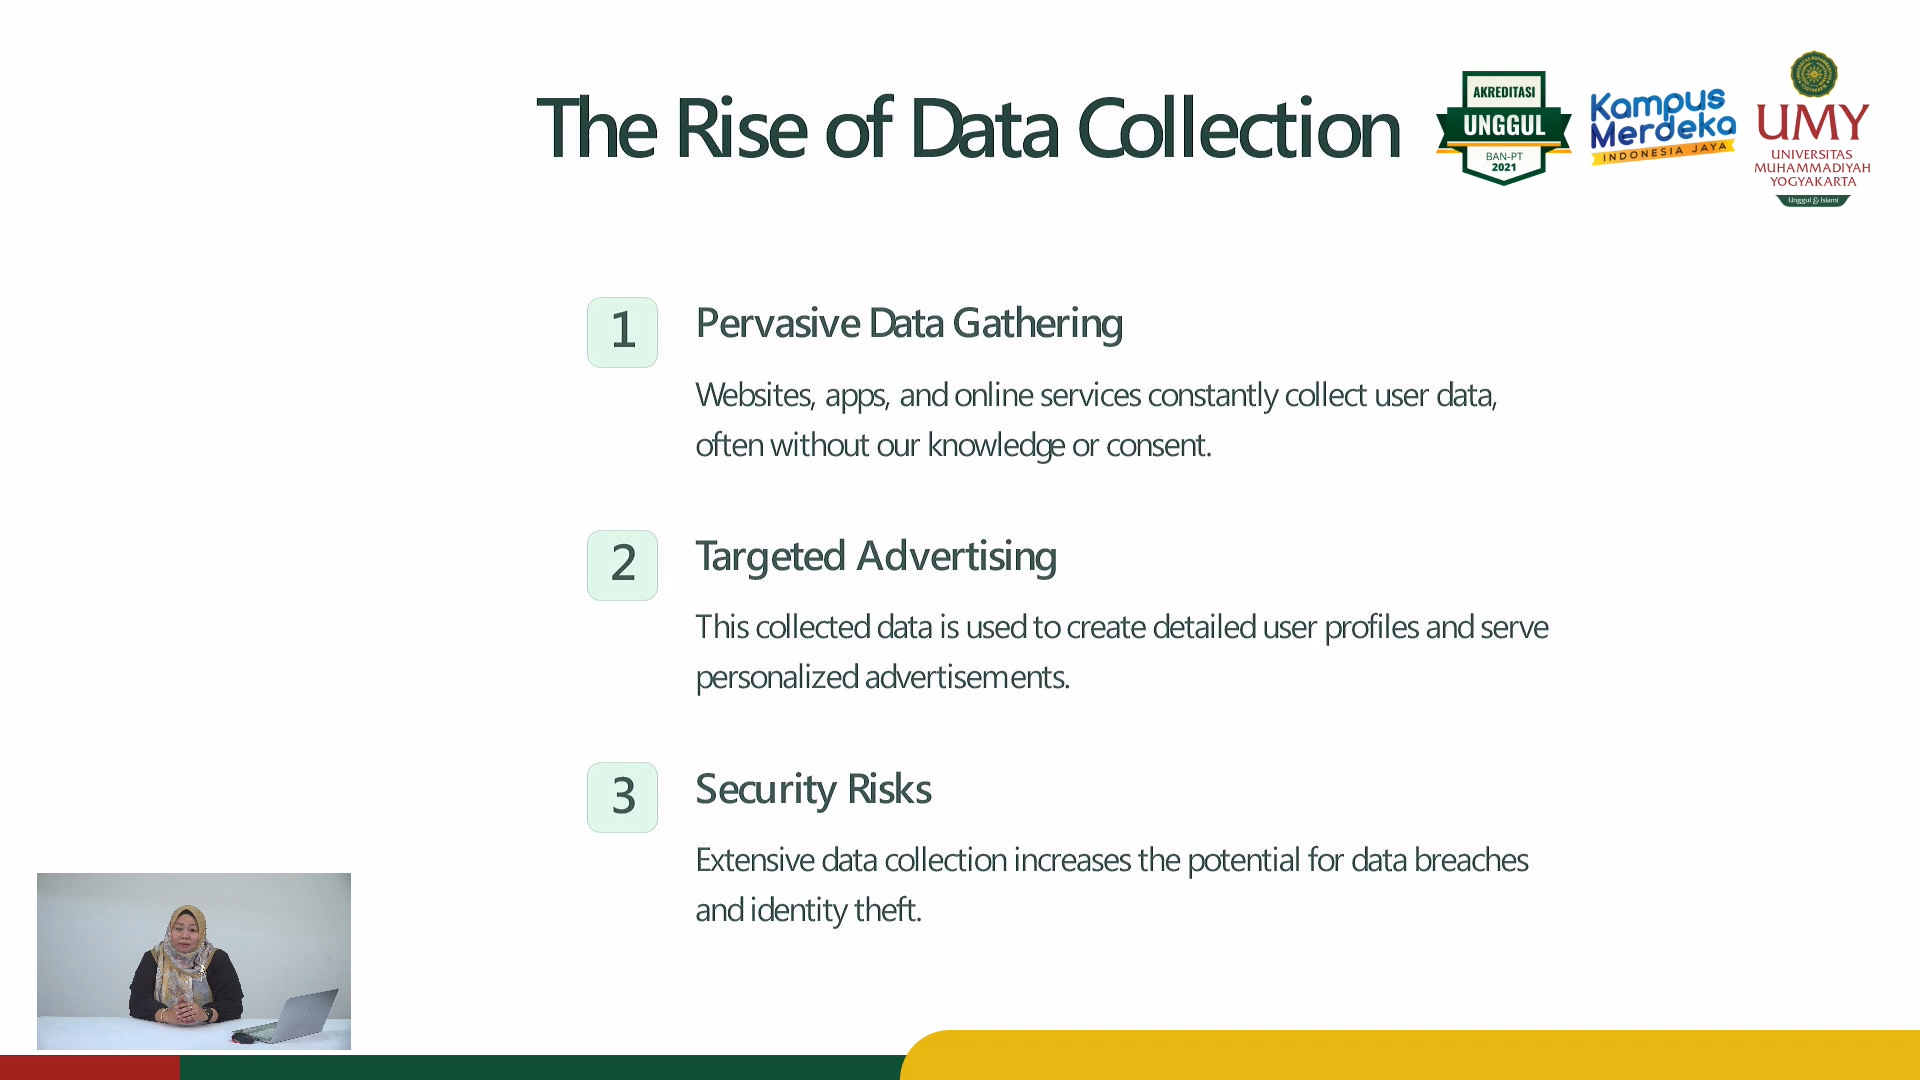 The Rise of Data Collection
AKREDITASI
UNGGUL
BAN-PT
2021
Kampus
Merdeka
INDONESIA JAYA
UMY
UNIVERSITAS
MUHAMMADIYAH
YOGYAKARTA
Unggul & Islami
1
Pervasive Data Gathering
Websites, apps, and online services constantly collect user data,
often without our knowledge or consent.
2
Targeted Advertising
This collected data is used to create detailed user profiles and serve
personalized advertisements.
3
Security Risks
Extensive data collection increases the potential for data breaches
and identity theft.